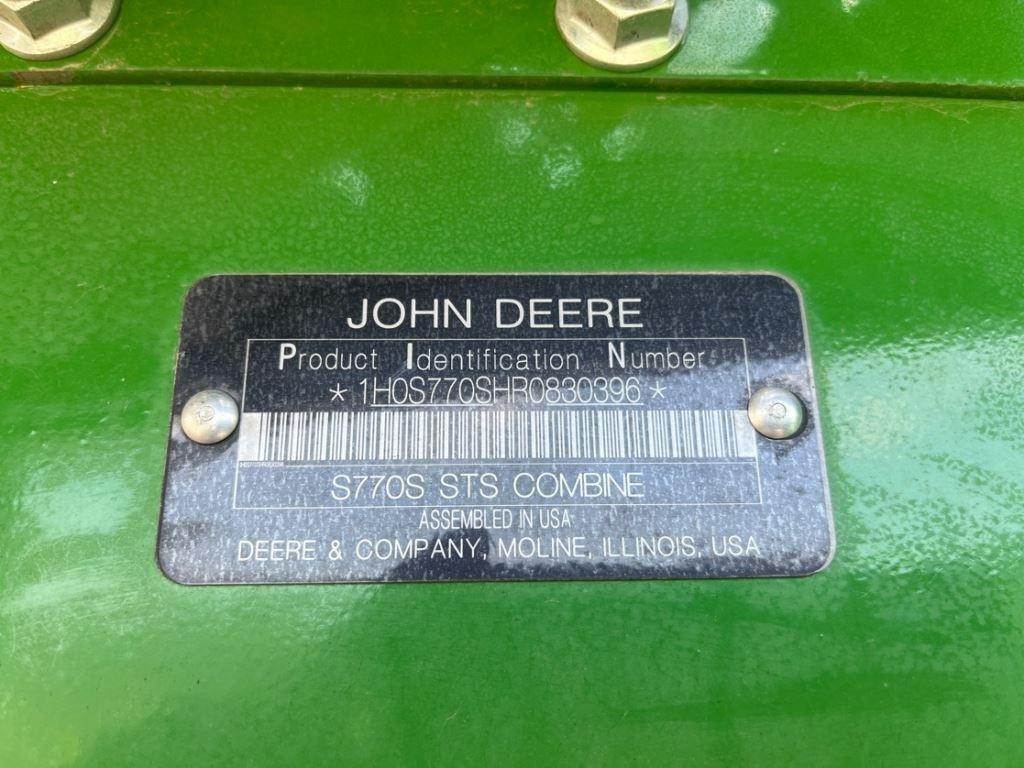 JOHN DEERE
Product Identification Number
*1H0S770SHR0830396*
S770S STS COMBINE
ASSEMBLED IN USA
DEERE & COMPANY, MOLINE, ILLINOIS, USA